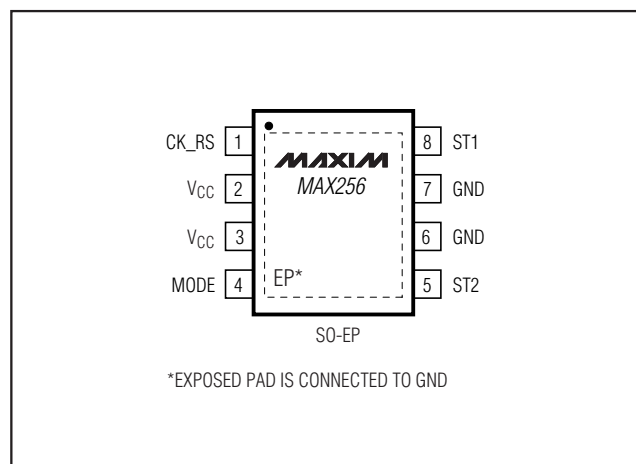 CK_RS 1 MAXIM 8 ST1
VCC 2 MAX256 7 GND
VCC 3 6 GND
MODE 4 EP* 5 ST2
SO-EP
*EXPOSED PAD IS CONNECTED TO GND